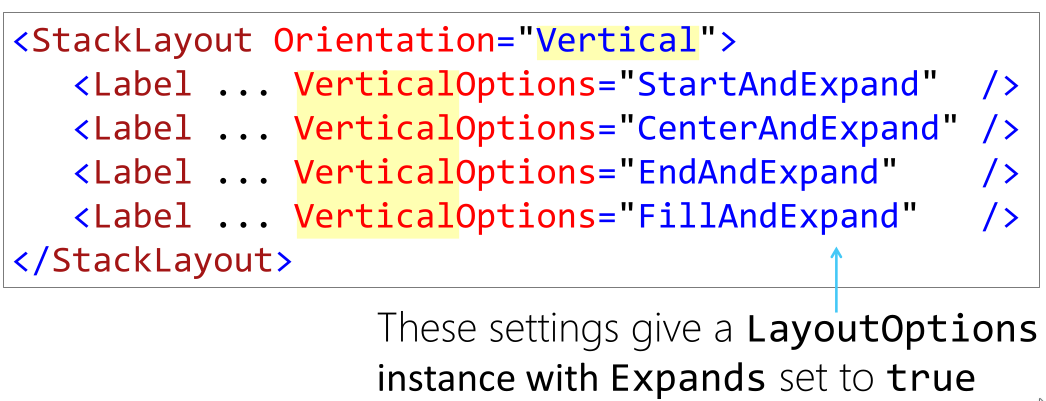 <StackLayout Orientation="Vertical">
<Label ... VerticalOptions="StartAndExpand" />
<Label ... VerticalOptions="CenterAndExpand" />
<Label ... VerticalOptions="EndAndExpand" />
<Label ... VerticalOptions="FillAndExpand" />
</StackLayout>
These settings give a LayoutOptions
instance with Expands set to true